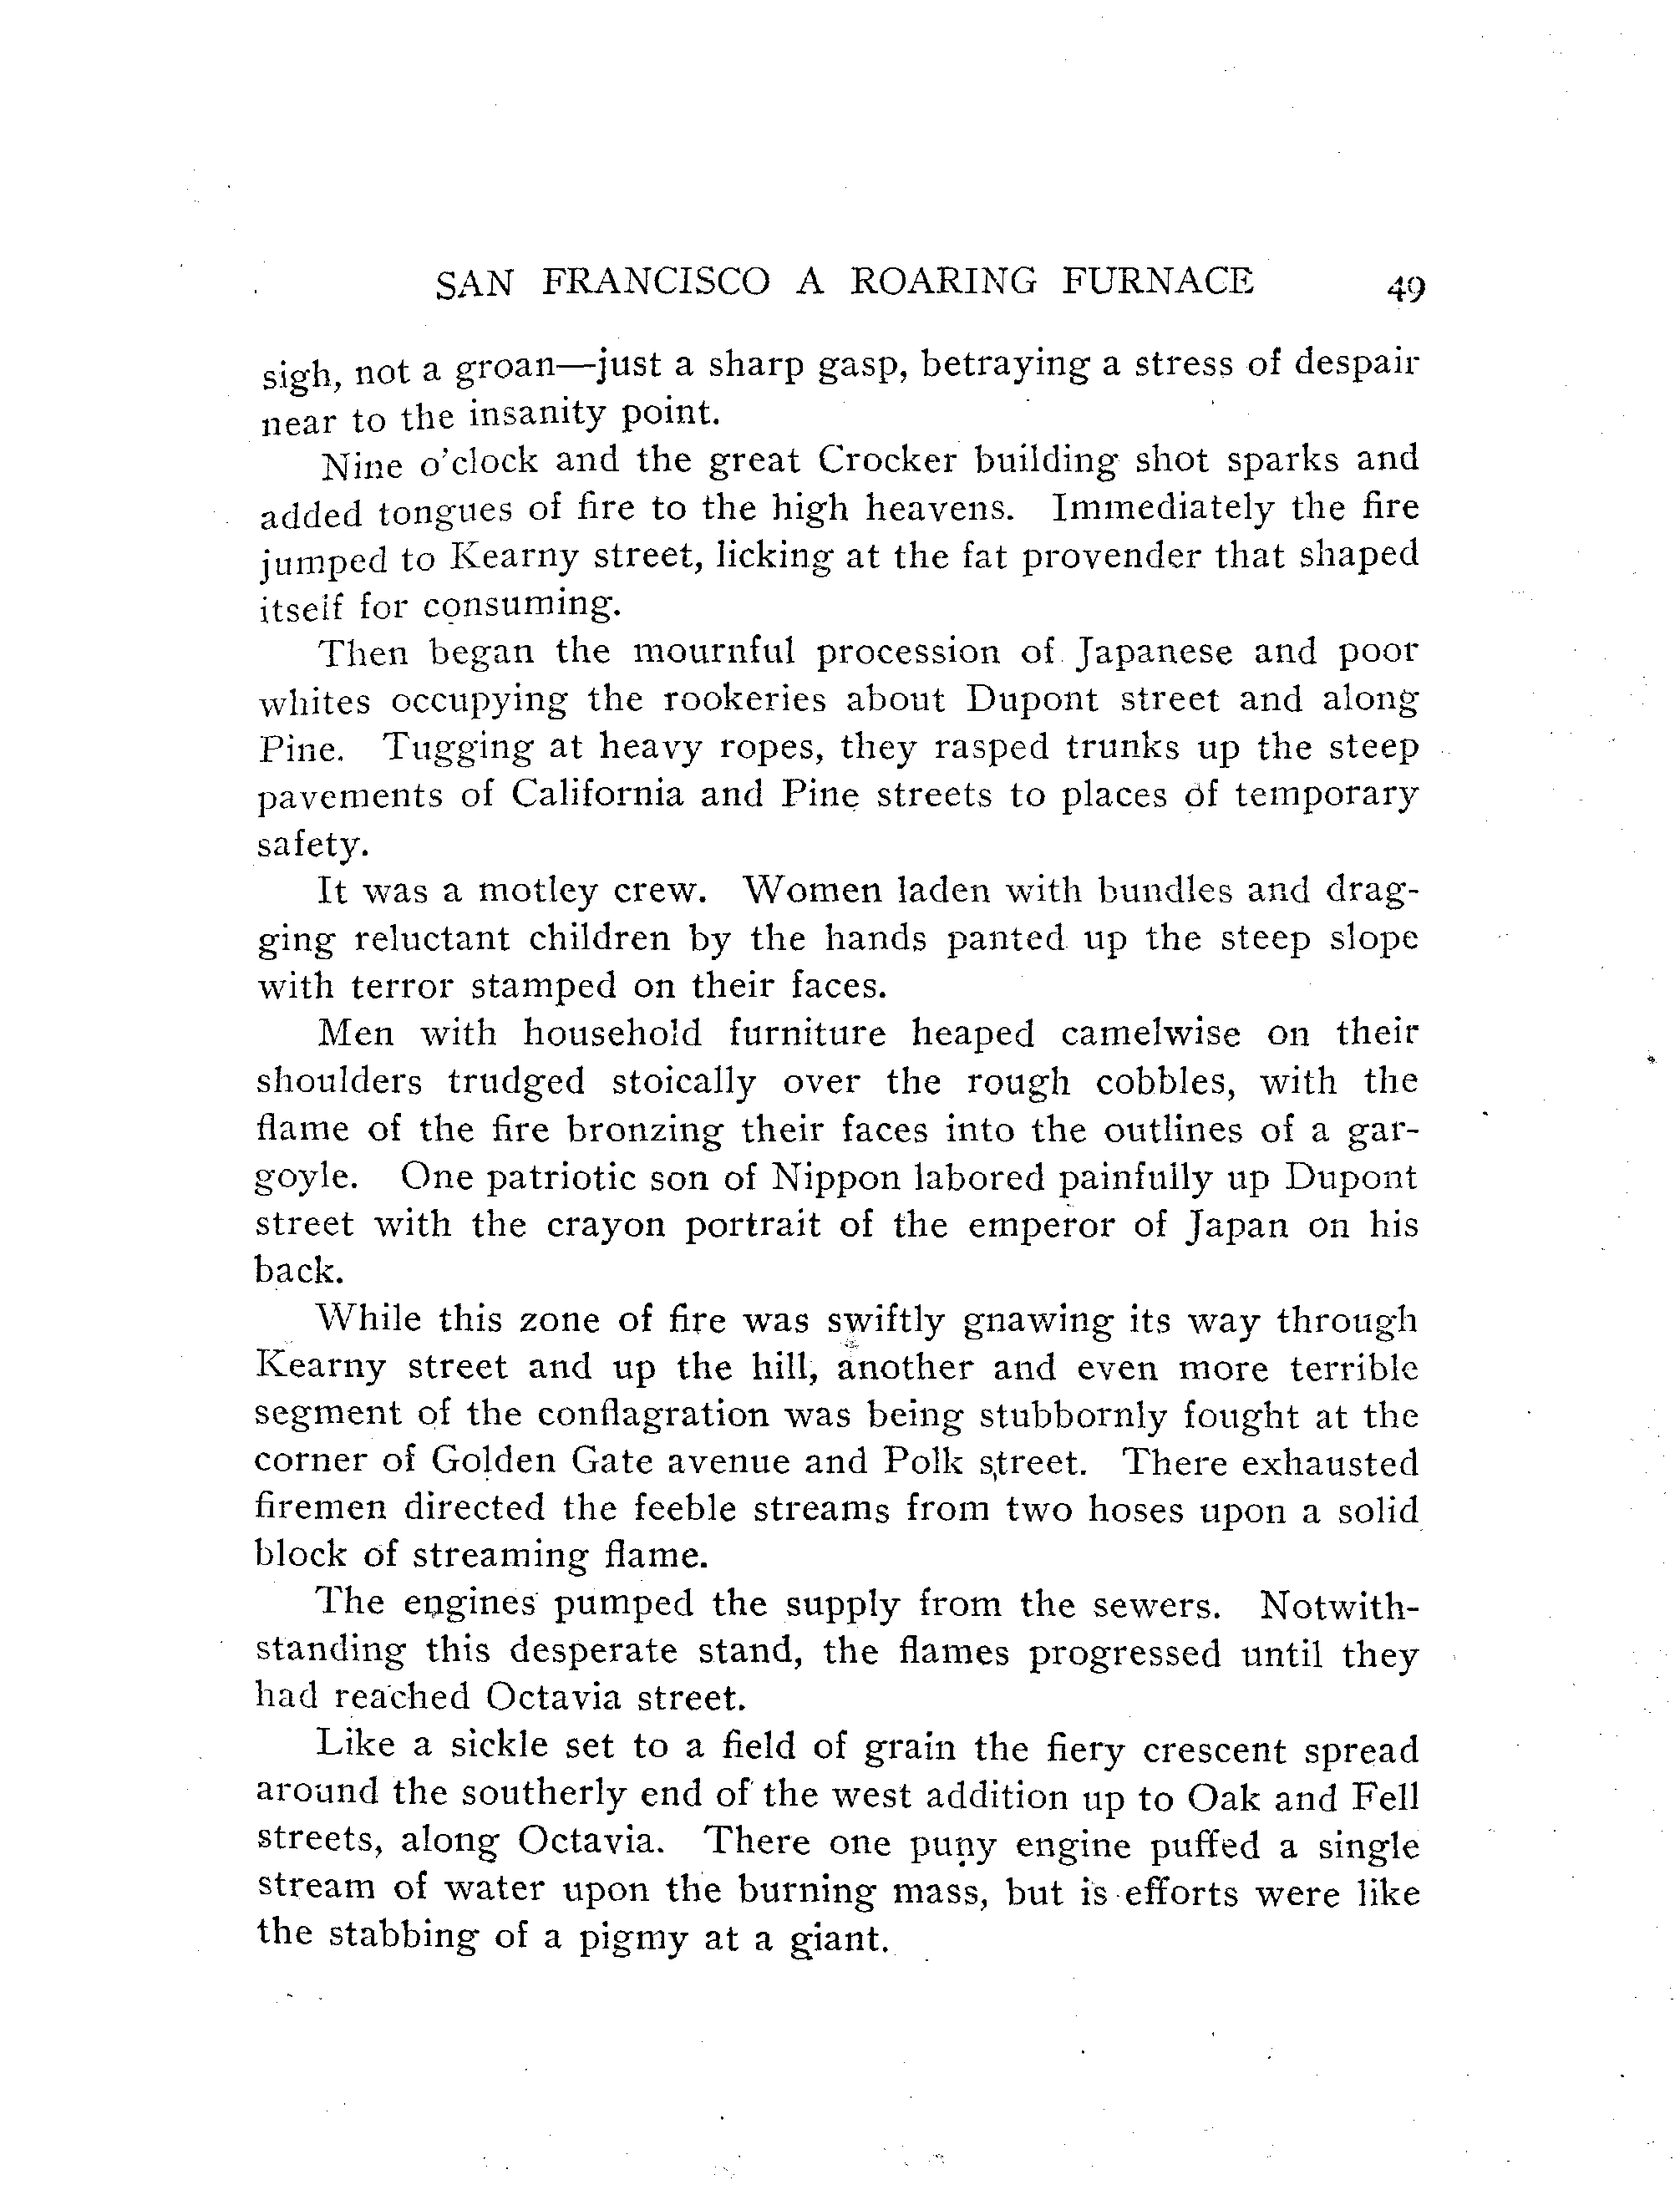 SAN FRANCISCO A ROARING FURNACE 49
sigh, not a groan—just a sharp gasp, betraying a stress of despair
near to the insanity point.
Nine o'clock and the great Crocker building shot sparks and
added tongues of fire to the high heavens. Immediately the fire
jumped to Kearny street, licking at the fat provender that shaped
itself for consuming.
Then began the mournful procession of Japanese and poor
whites occupying the rookeries about Dupont street and along
Pine. Tugging at heavy ropes, they rasped trunks up the steep
pavements of California and Pine streets to places of temporary
safety.
It was a motley crew. Women laden with bundles and drag-
ging reluctant children by the hands panted up the steep slope
with terror stamped on their faces.
Men with household furniture heaped camelwise on their
shoulders trudged stoically over the rough cobbles, with the
flame of the fire bronzing their faces into the outlines of a gar-
goyle. One patriotic son of Nippon labored painfully up Dupont
street with the crayon portrait of the emperor of Japan on his
back.
While this zone of fire was swiftly gnawing its way through
Kearny street and up the hill, another and even more terrible
segment of the conflagration was being stubbornly fought at the
corner of Golden Gate avenue and Polk street. There exhausted
firemen directed the feeble streams from two hoses upon a solid
block of streaming flame.
The engines pumped the supply from the sewers. Notwith-
standing this desperate stand, the flames progressed until they
had reached Octavia street.
Like a sickle set to a field of grain the fiery crescent spread
around the southerly end of the west addition up to Oak and Fell
streets, along Octavia. There one puny engine puffed a single
stream of water upon the burning mass, but is efforts were like
the stabbing of a pigmy at a giant.